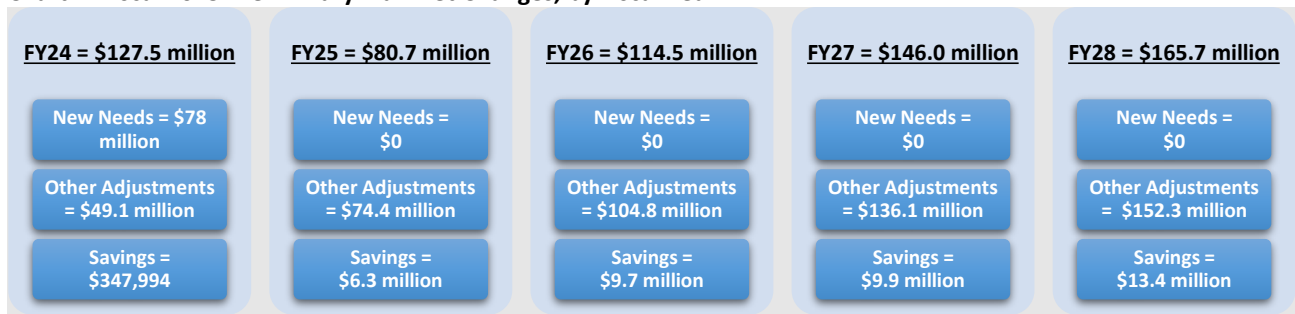 FY24 = $127.5 million
New Needs = $78
million
Other Adjustments
= $49.1 million
Savings =
$347,994
FY25 = $80.7 million
New Needs =
$0
Other Adjustments
= $74.4 million
Savings =
$6.3 million
FY26 = $114.5 million
New Needs =
$0
Other Adjustments
= $104.8 million
Savings =
$9.7 million
FY27 = $146.0 million
New Needs =
$0
Other Adjustments
= $136.1 million
Savings =
$9.9 million
FY28 = $165.7 million
New Needs =
$0
Other Adjustments
= $152.3 million
Savings =
$13.4 million